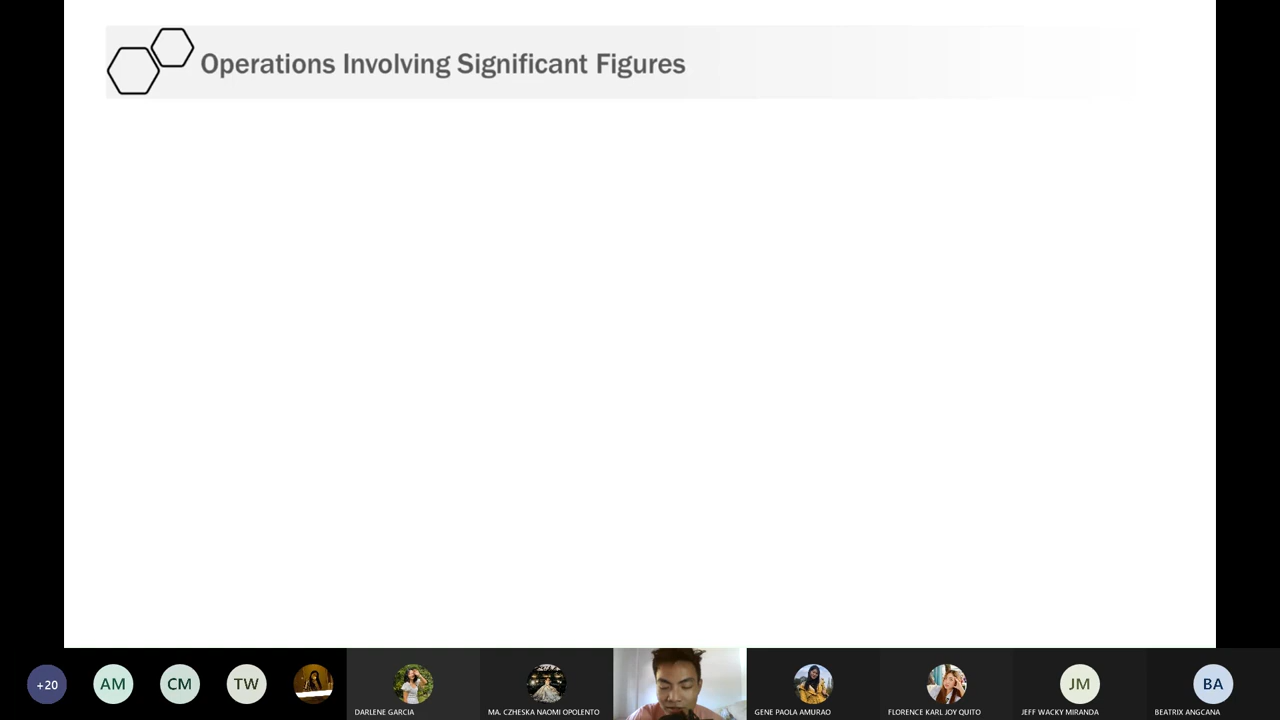 Operations Involving Significant Figures
+20
AM
CM
TW
DARLENE GARCIA
MA. CZHESKA NAOMI OPOLENTO
GENE PAOLA AMURAO
FLORENCE KARL JOY QUITO
JM
JEFF WACKY MIRANDA
BA
BEATRIX ANGCANA